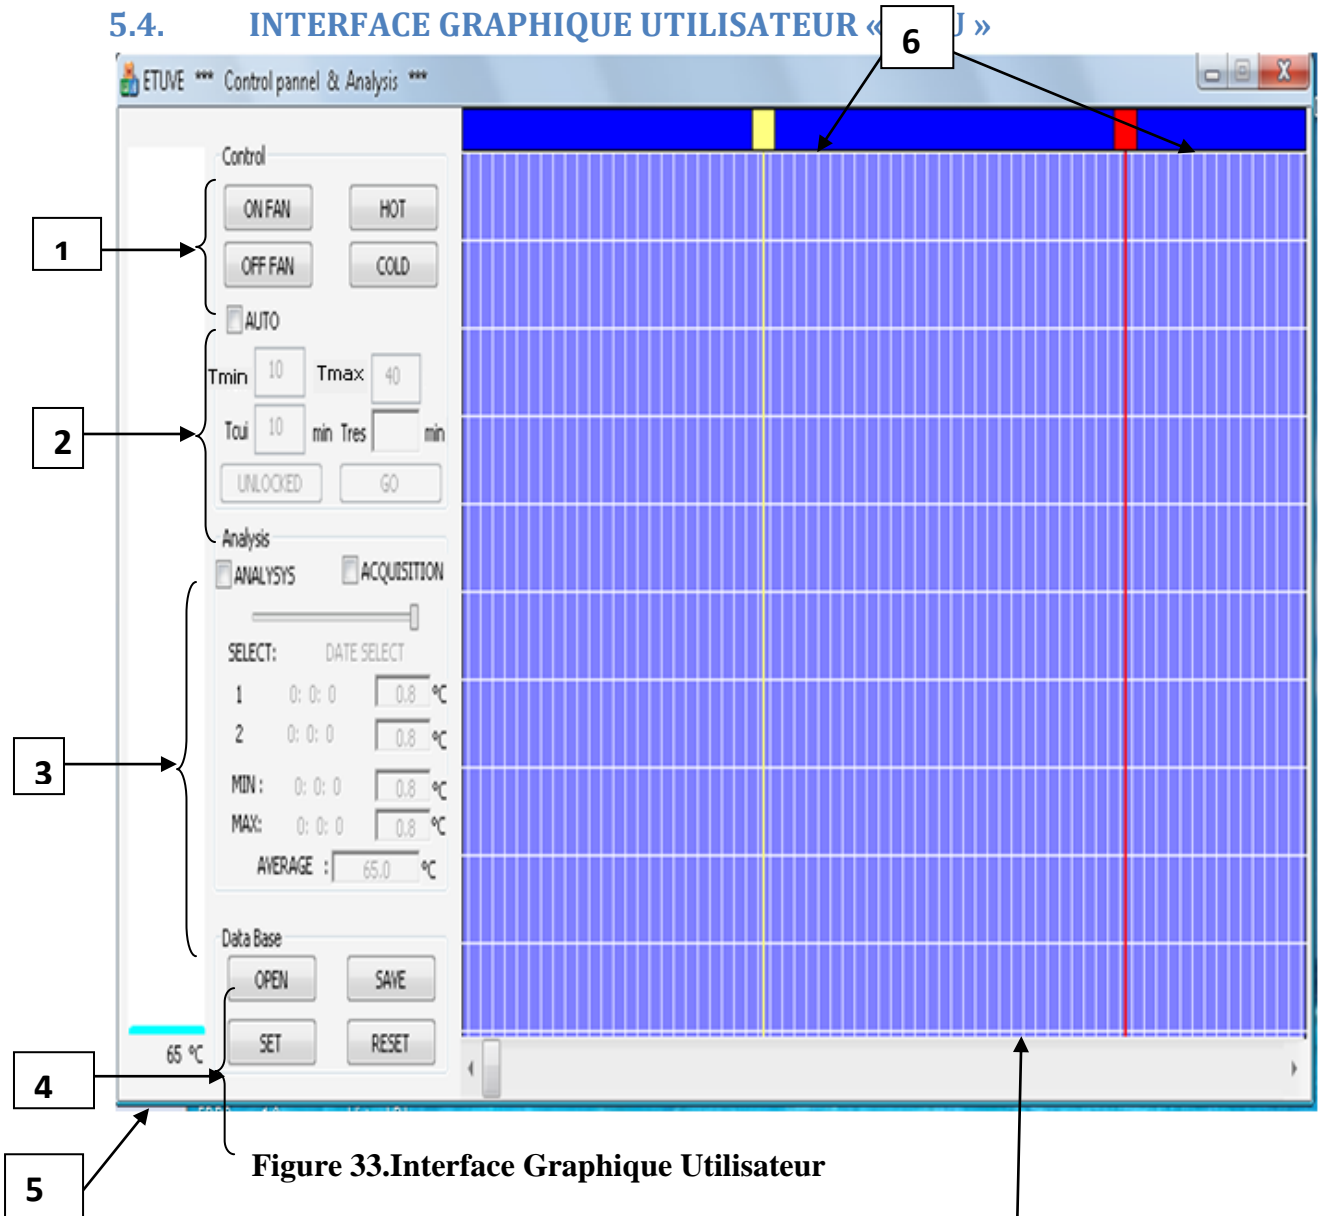 5.4. INTERFACE GRAPHIQUE UTILISATEUR « U »
6
ETUVE *** Control pannel & Analysis ***
X
Control
ON FAN HOT
1
OFF FAN COLD
AUTO
Tmin 10 Tmax 40
2
Tcui 10 min Tres min
UNLOCKED GO
Analysis
ANALYSYS ACQUISITION
SELECT: DATE SELECT
1 0: 0: 0 0.8 °C
2 0: 0: 0 0.8 °C
3
MIN : 0: 0: 0 0.8 °C
MAX: 0: 0: 0 0.8 °C
AVERAGE : 65.0 °C
Data Base
OPEN SAVE
SET RESET
65 °C
4
5
Figure 33.Interface Graphique Utilisateur